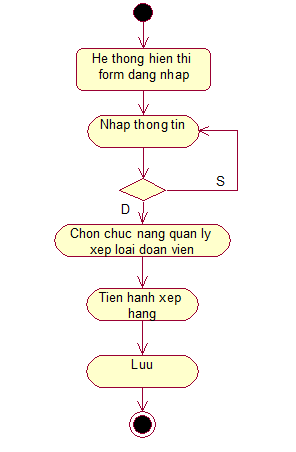 He thong hien thi
form dang nhap
Nhap thong tin
S
D
Chon chuc nang quan ly
xep loai doan vien
Tien hanh xep
hang
Luu